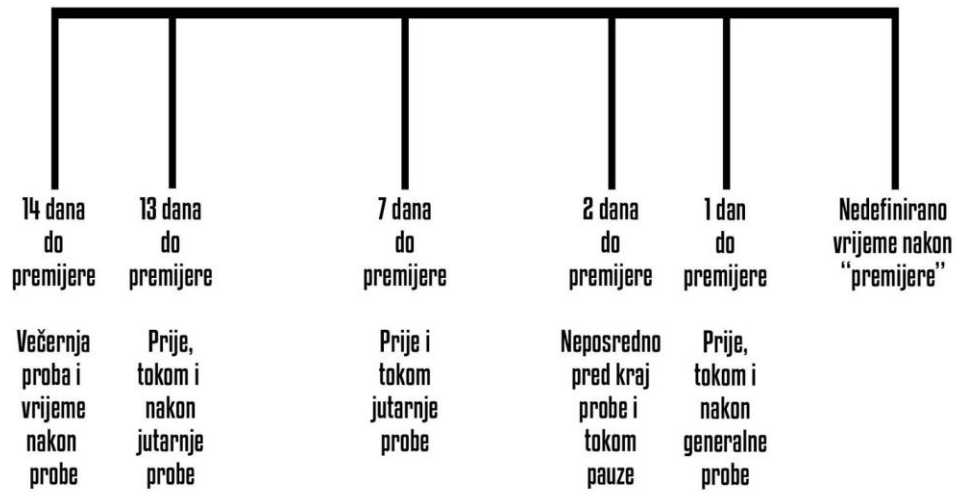 14 dana
do
premijere
Večernja
proba i
vrijeme
nakon
probe
13 dana
do
premijere
Prije,
tokom i
nakon
jutarnje
probe
7 dana
do
premijere
Prije i
tokom
jutarnje
probe
2 dana
do
premijere
Neposredno
pred kraj
probe i
tokom
pauze
1 dan
do
premijere
Prije,
tokom i
nakon
generalne
probe
Nedefinirano
vrijeme nakon
“premijere”